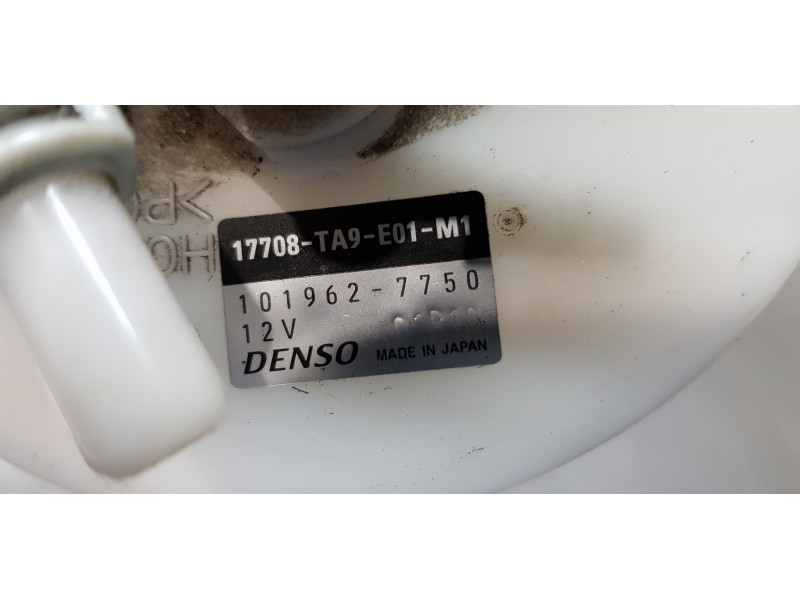 17708-TA9-E01-M1
101962-7750
12V
DENSO MADE IN JAPAN